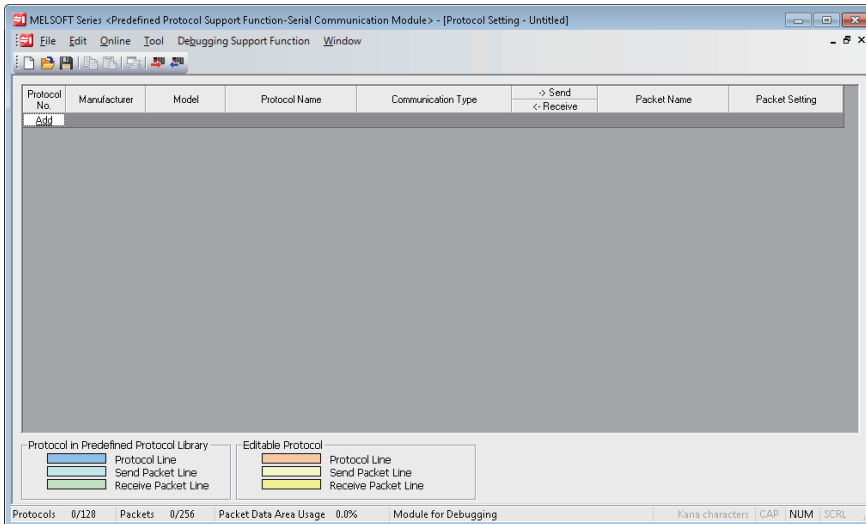 MELSOFT Series <Predefined Protocol Support Function-Serial Communication Module> - [Protocol Setting - Untitled]
File Edit Online Tool Debugging Support Function Window
Protocol No. Manufacturer Model Protocol Name Communication Type -> Send <- Receive Packet Name Packet Setting
Add
Protocol in Predefined Protocol Library Editable Protocol
Protocol Line Protocol Line
Send Packet Line Send Packet Line
Receive Packet Line Receive Packet Line
Protocols 0/128 Packets 0/256 Packet Data Area Usage 0.0% Module for Debugging Kana characters CAP NUM SCRL